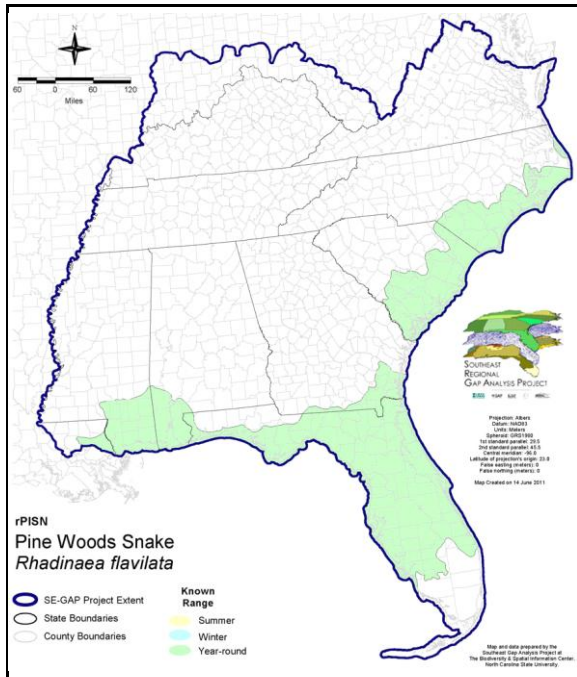 N
60 0 60 120
Miles
SOUTHEAST
REGIONAL
GAP ANALYSIS PROJECT
Projection: Albers
Datum: NAD83
Units: Meters
Spheroid: GRS1980
1st standard parallel: 29.5
2nd standard parallel: 45.5
Central meridian: -96.0
Latitude of projection's origin: 23.0
False easting (meters): 0
False northing (meters): 0
Map Created on 14 June 2011
rPISN
Pine Woods Snake
Rhadinaea flavilata
SE-GAP Project Extent
State Boundaries
County Boundaries
Known
Range
Summer
Winter
Year-round
Map and data prepared by the
Southeast Gap Analysis Project at
The Biodiversity & Spatial Information Center,
North Carolina State University.